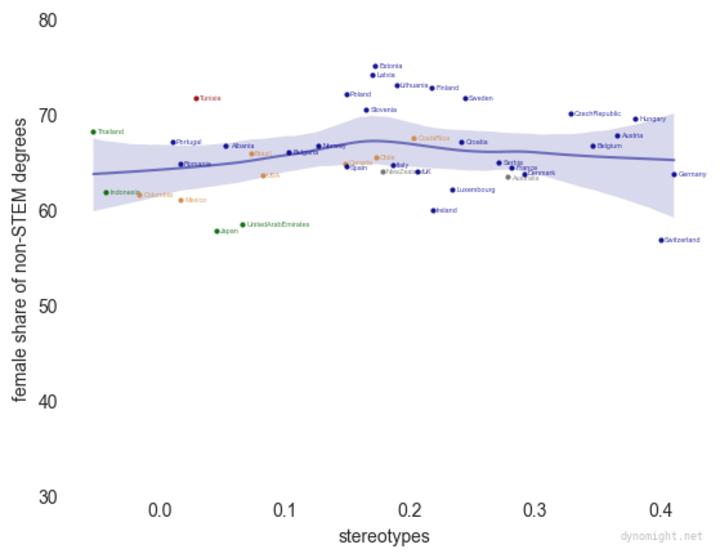 80
Estonia
Latvia
Lithuania
Finland
Poland
Sweden
Tunisia
Slovenia
70
CzechRepublic
Hungary
Thailand
Austria
CostaRica
Portugal
Albania
Norway
Croatia
Belgium
Brazil
Bulgaria
Chile
Romania
Canada
Spain
Italy
Serbia
France
USA
NewZealand
UK
Denmark
Australia
Germany
Indonesia
Colombia
Mexico
Luxembourg
60
Ireland
Japan
UnitedArabEmirates
Switzerland
50
40
30
female share of non-STEM degrees
0.0 0.1 0.2 0.3 0.4
stereotypes
dynomight.net